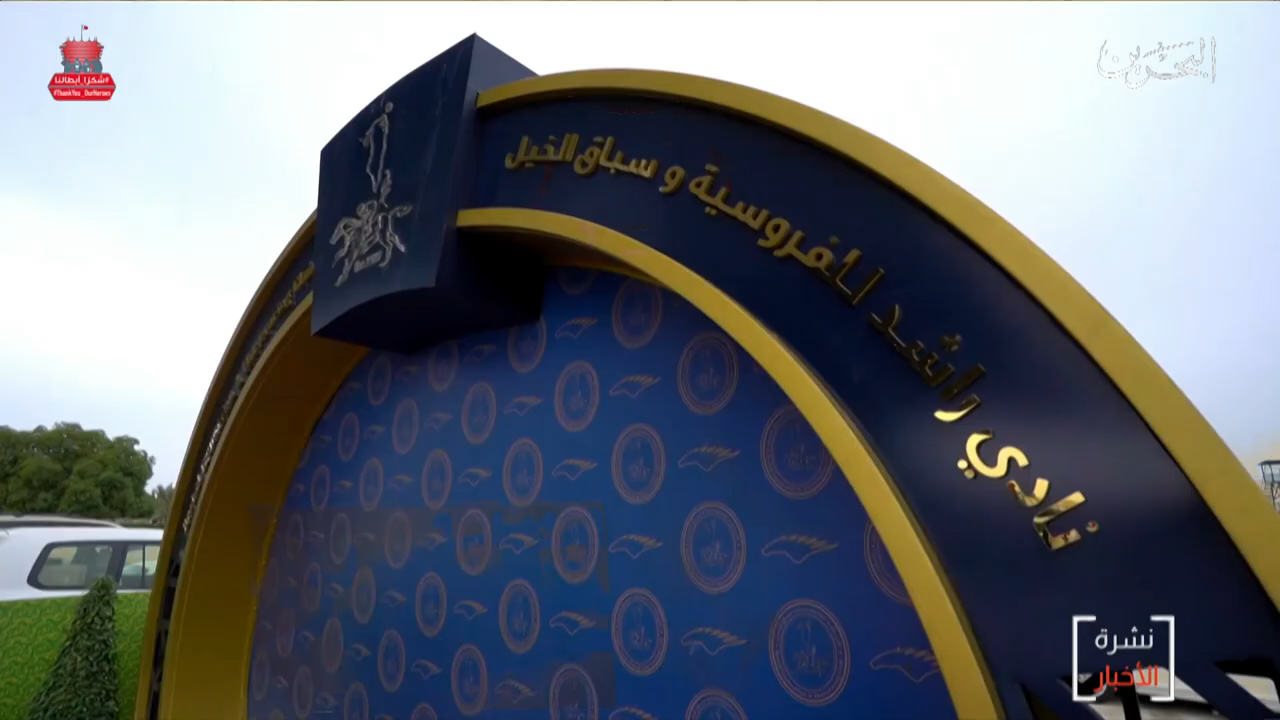 #شكرا_أبطالنا
#ThankYou_OurHeroes
البحرين
نادي راشد للفروسية و سباق الخيل
نشرة
الأخبار